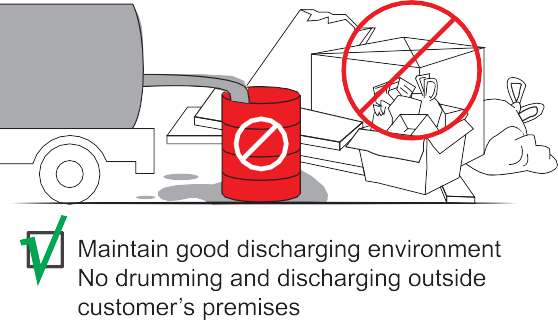 Maintain good discharging environment
No drumming and discharging outside
customer's premises